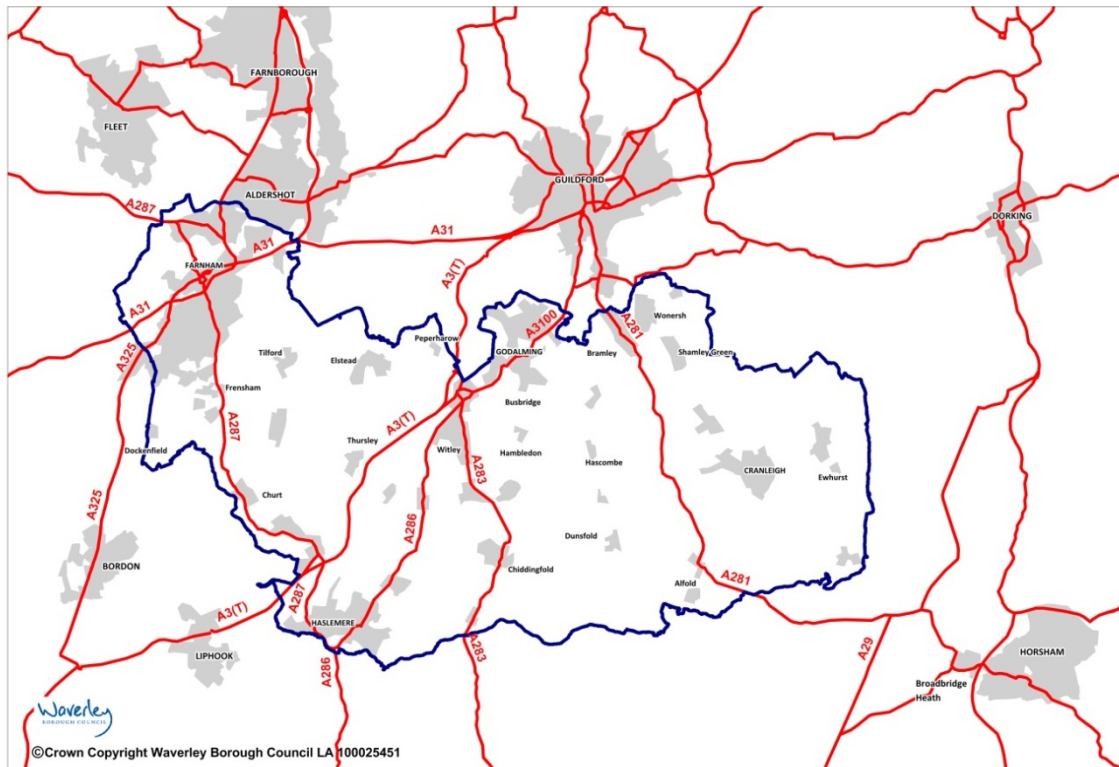 FARNBOROUGH
FLEET
ALDERSHOT
GUILDFORD
A287
DORKING
A31
A31
FARNHAM
A3(T)
A31
A3100
A281
Wonersh
Peperharow
GODALMING
Bramley
Shamley Green
A325
Tilford
Elstead
Frensham
Busbridge
A287
A3(T)
Thursley
Dockenfield
Witley
Hambledon
A283
Hascombe
CRANLEIGH
Ewhurst
Churt
A325
A286
Dunsfold
BORDON
Chiddingfold
Alfold
A281
A287
A3(T)
HASLEMERE
LIPHOOK
A286
A283
A29
HORSHAM
Broadbridge
Heath
Waverley
BOROUGH COUNCIL
©Crown Copyright Waverley Borough Council LA 100025451